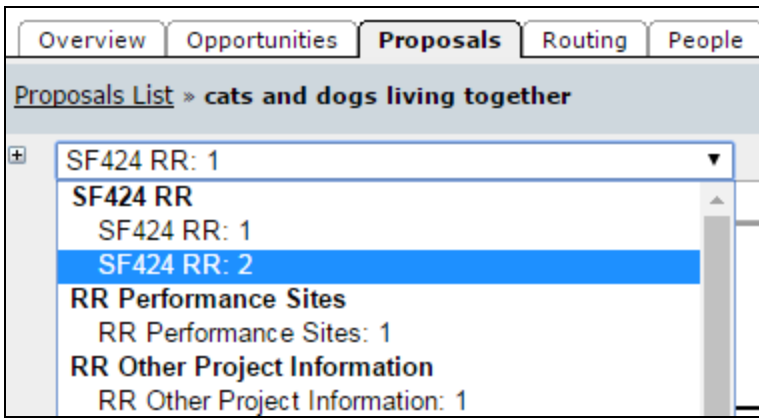 Overview Opportunities Proposals Routing People
Proposals List » cats and dogs living together
SF424 RR: 1
SF424 RR
SF424 RR: 1
SF424 RR: 2
RR Performance Sites
RR Performance Sites: 1
RR Other Project Information
RR Other Project Information: 1